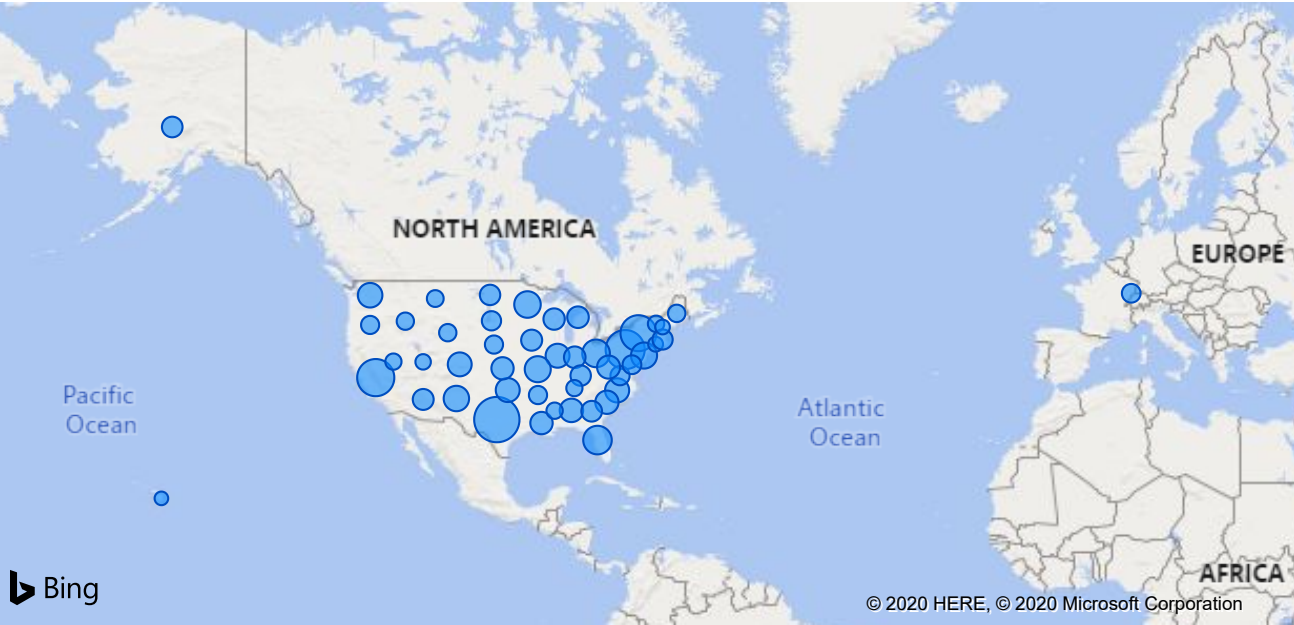 NORTH AMERICA
EUROPE
Pacific
Ocean
Atlantic
Ocean
AFRICA
Bing
© 2020 HERE, © 2020 Microsoft Corporation